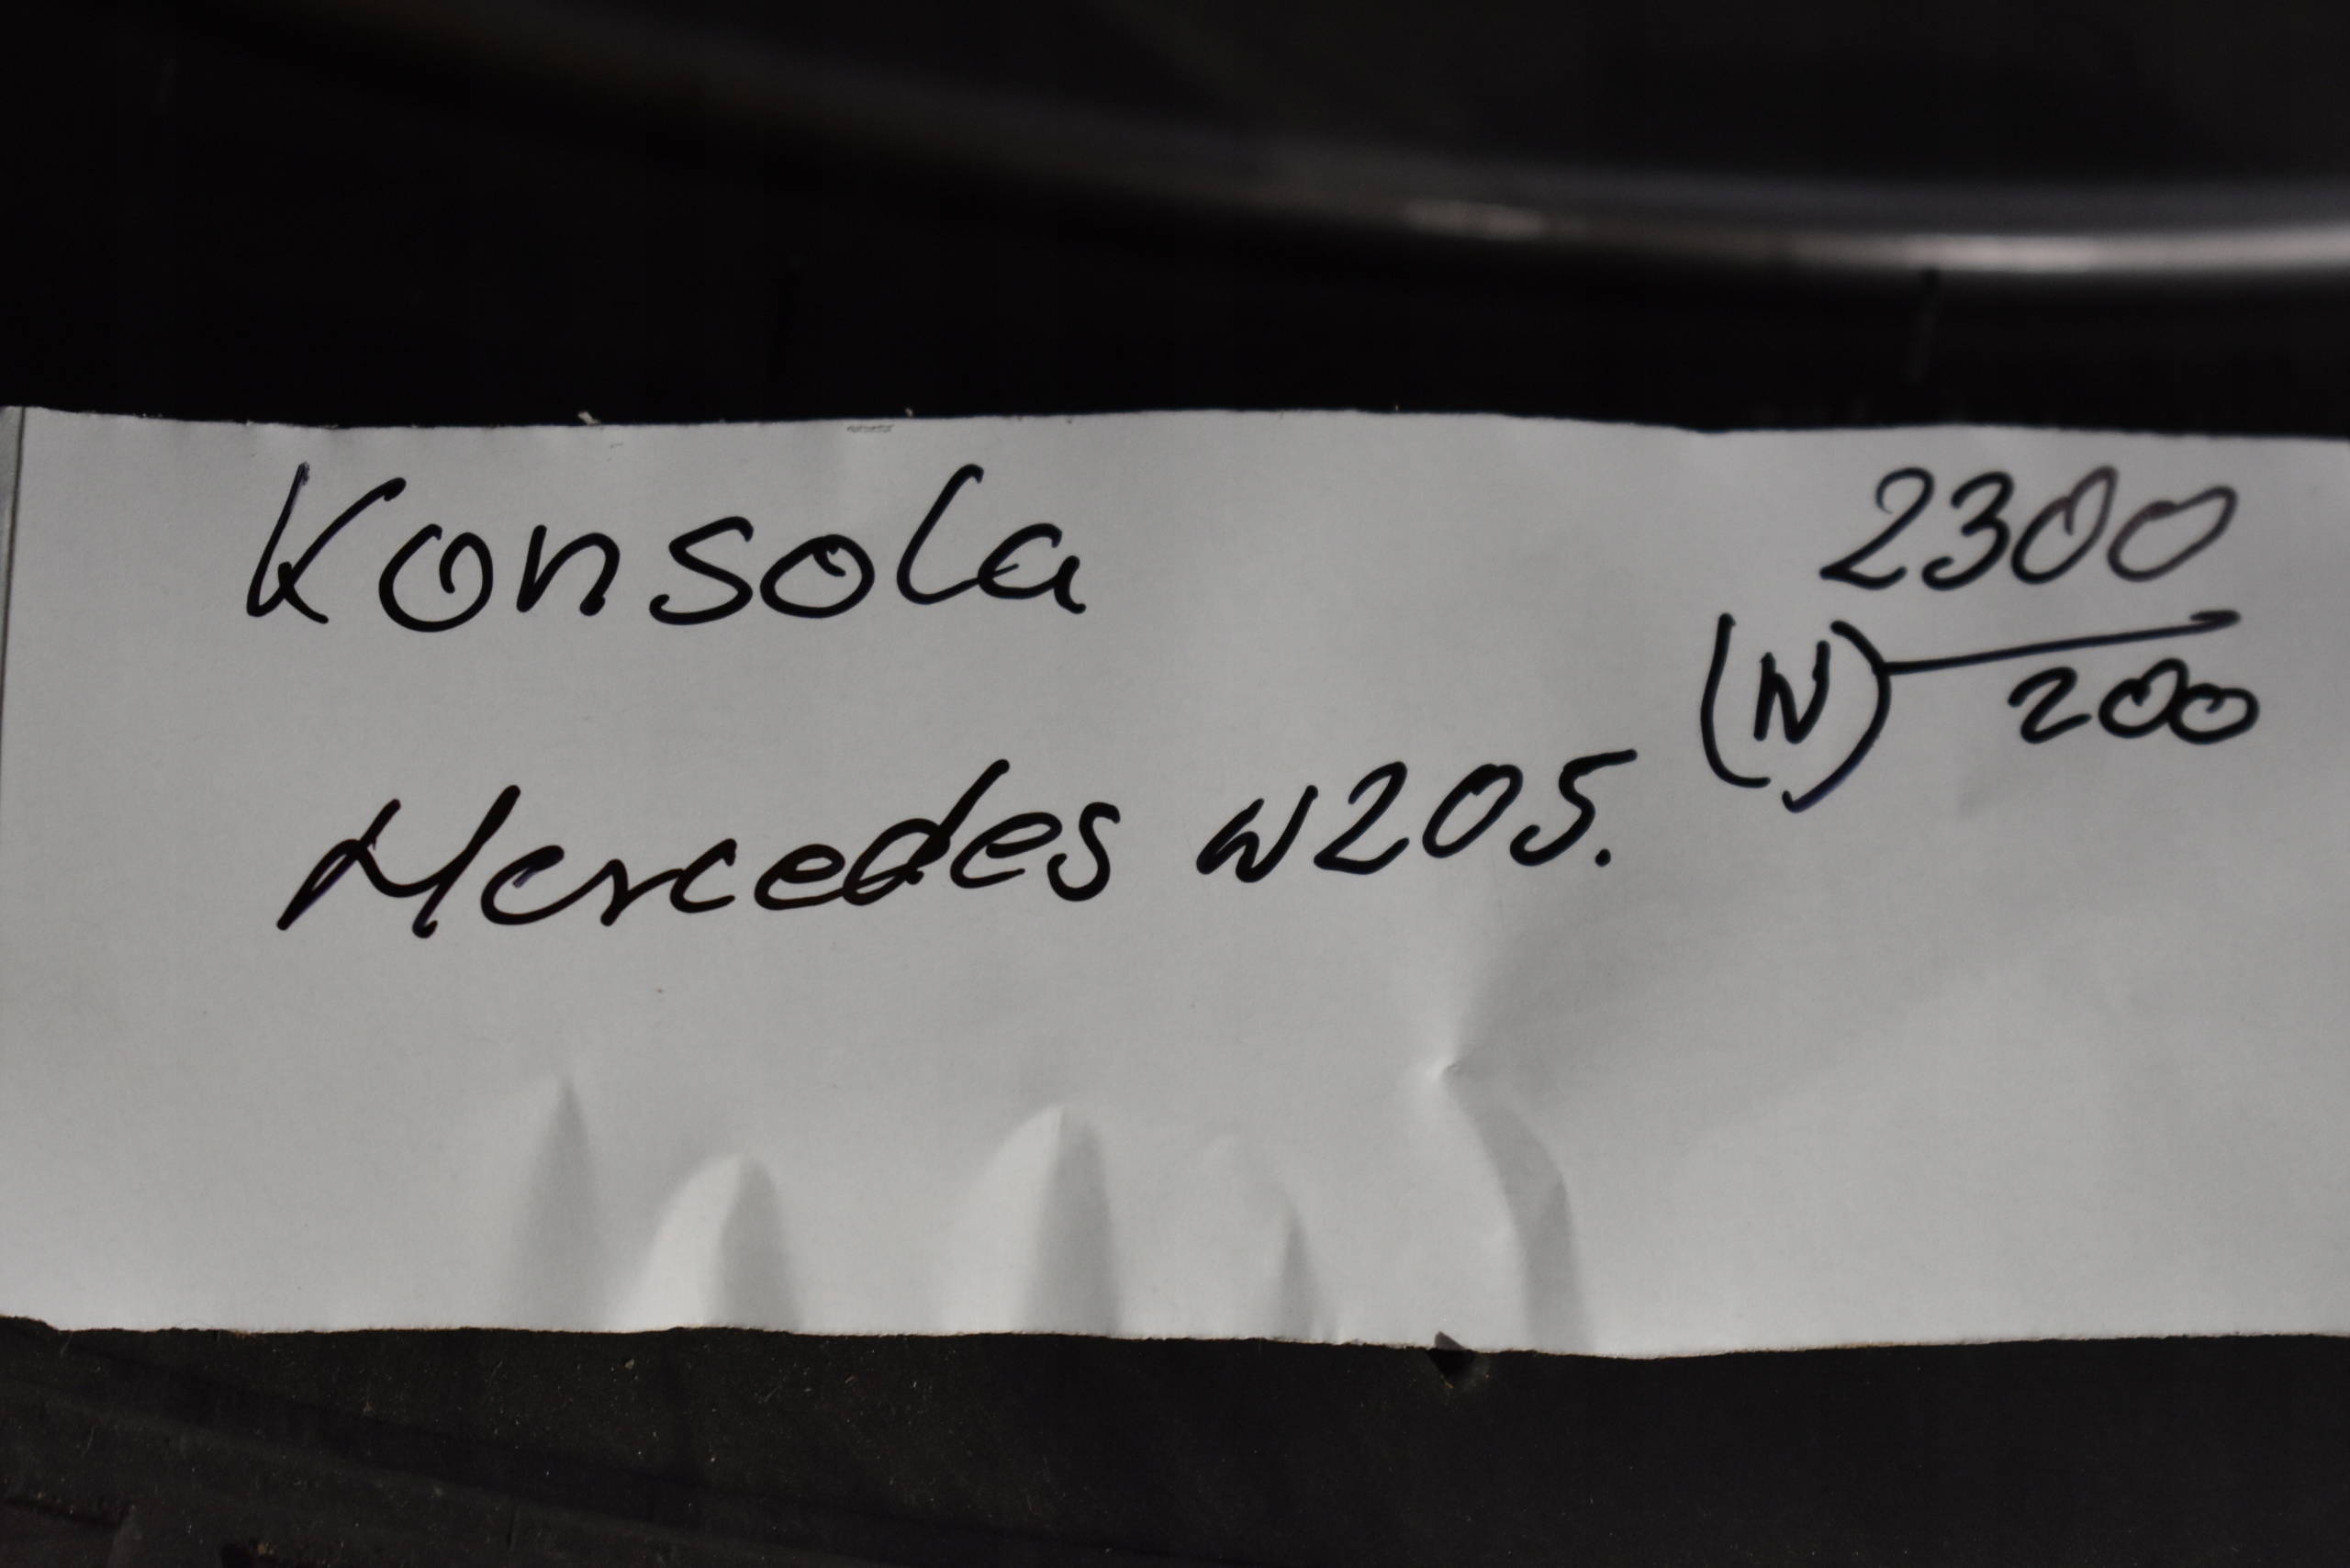 Konsola
2300
(N) 200
Mercedes w205.